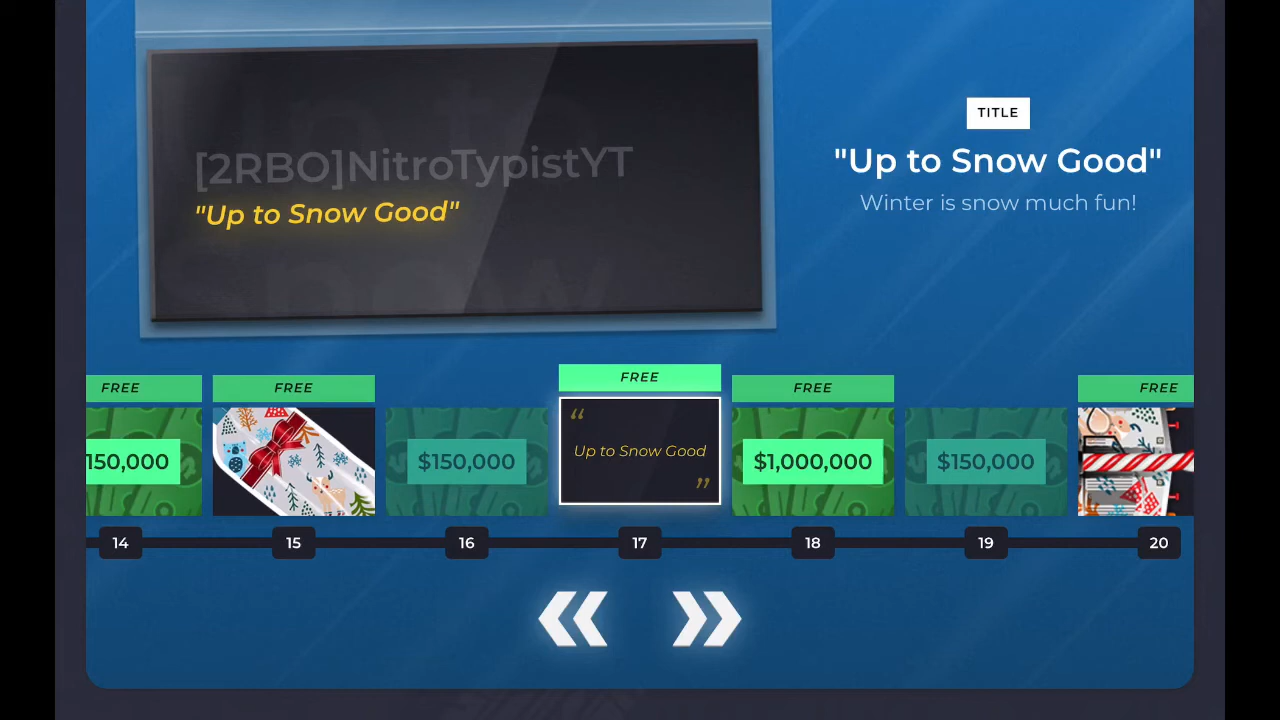 [2RBO]NitroTypistYT
"Up to Snow Good"
TITLE
"Up to Snow Good"
Winter is snow much fun!
FREE
FREE
FREE
FREE
FREE
150,000
$150,000
“
Up to Snow Good
”
$1,000,000
$150,000
14
15
16
17
18
19
20